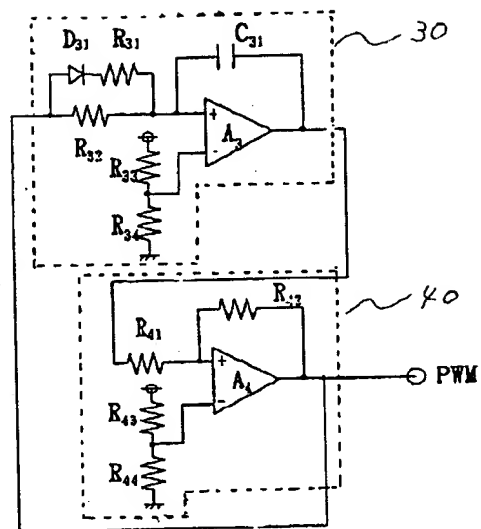 D31 R31 C31 30
+
A3
R32
-
R33
R34
40
R42
R41
+
A4
-
PWM
R43
R44